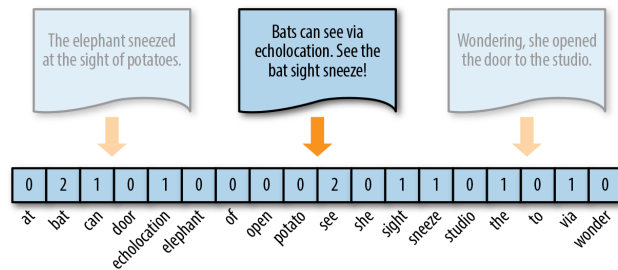 The elephant sneezed
at the sight of potatoes.
Bats can see via
echolocation. See the
bat sight sneeze!
Wondering, she opened
the door to the studio.
0 2 1 0 1 0 0 0 0 2 0 1 1 0 1 0 1 0
at bat can door echolocation elephant of open potato see she sight sneeze studio the to via wonder